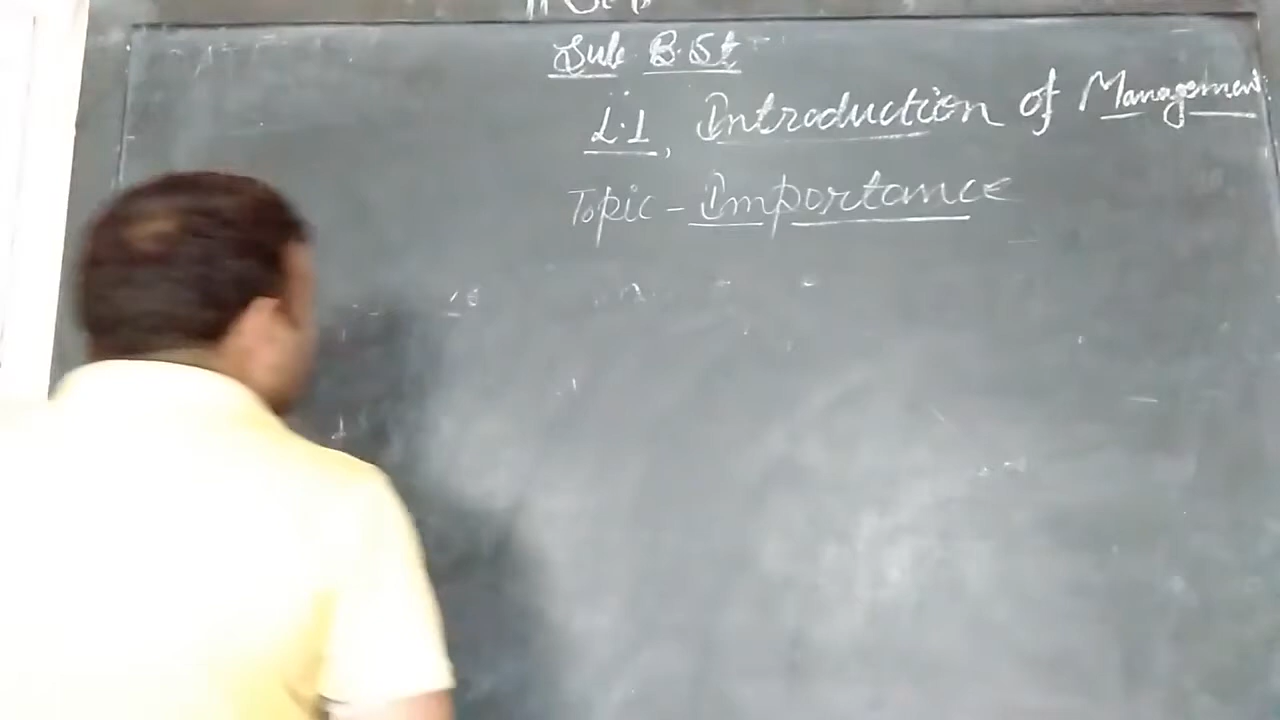 Sub B.St
L.1, Introduction of Management
Topic - Importance